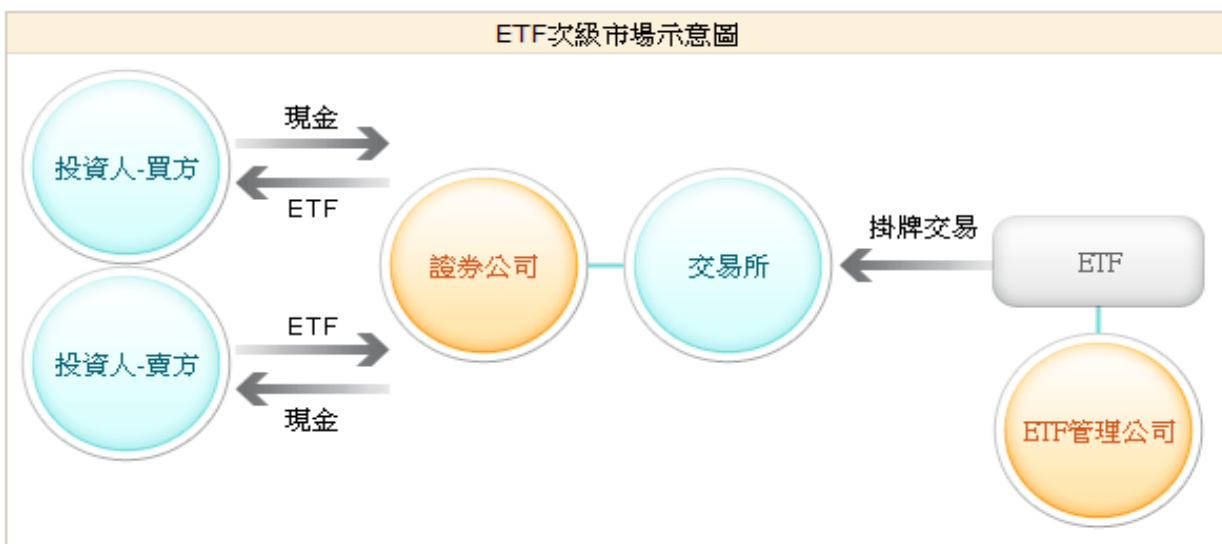 ETF次級市場示意圖
投資人-買方
現金
ETF
投資人-賣方
ETF
現金
證券公司
交易所
掛牌交易
ETF
ETF管理公司